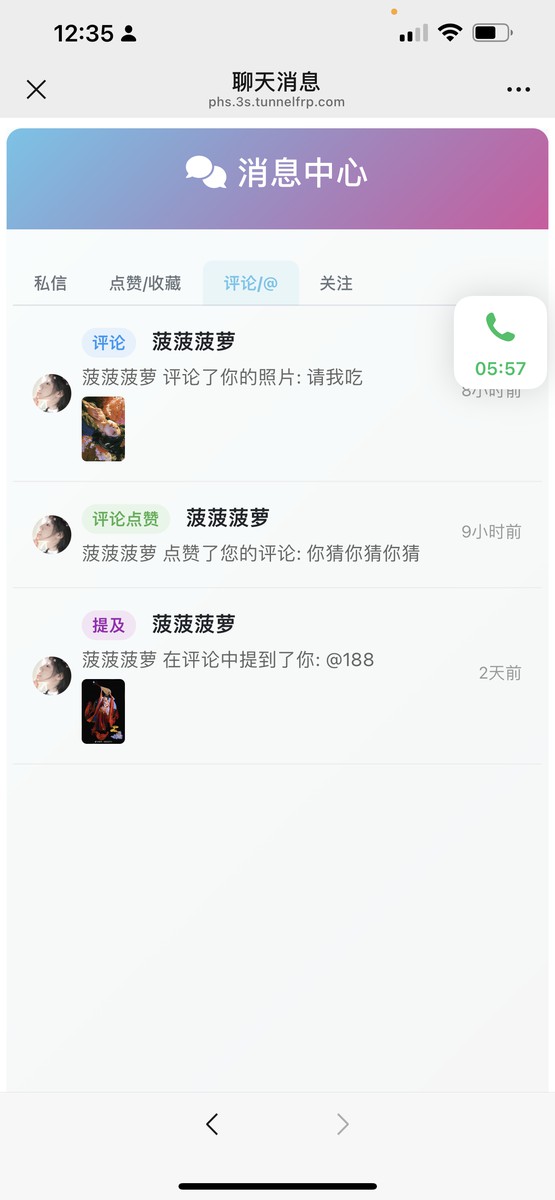 12:35
聊天消息
phs.3s.tunnelfrp.com
消息中心
私信 点赞/收藏 评论/@ 关注
05:57
评论 菠菠菠萝
菠菠菠萝 评论了你的照片: 请我吃
8小时前
评论点赞 菠菠菠萝
菠菠菠萝 点赞了您的评论: 你猜你猜你猜
9小时前
提及 菠菠菠萝
菠菠菠萝 在评论中提到了你: @188
2天前